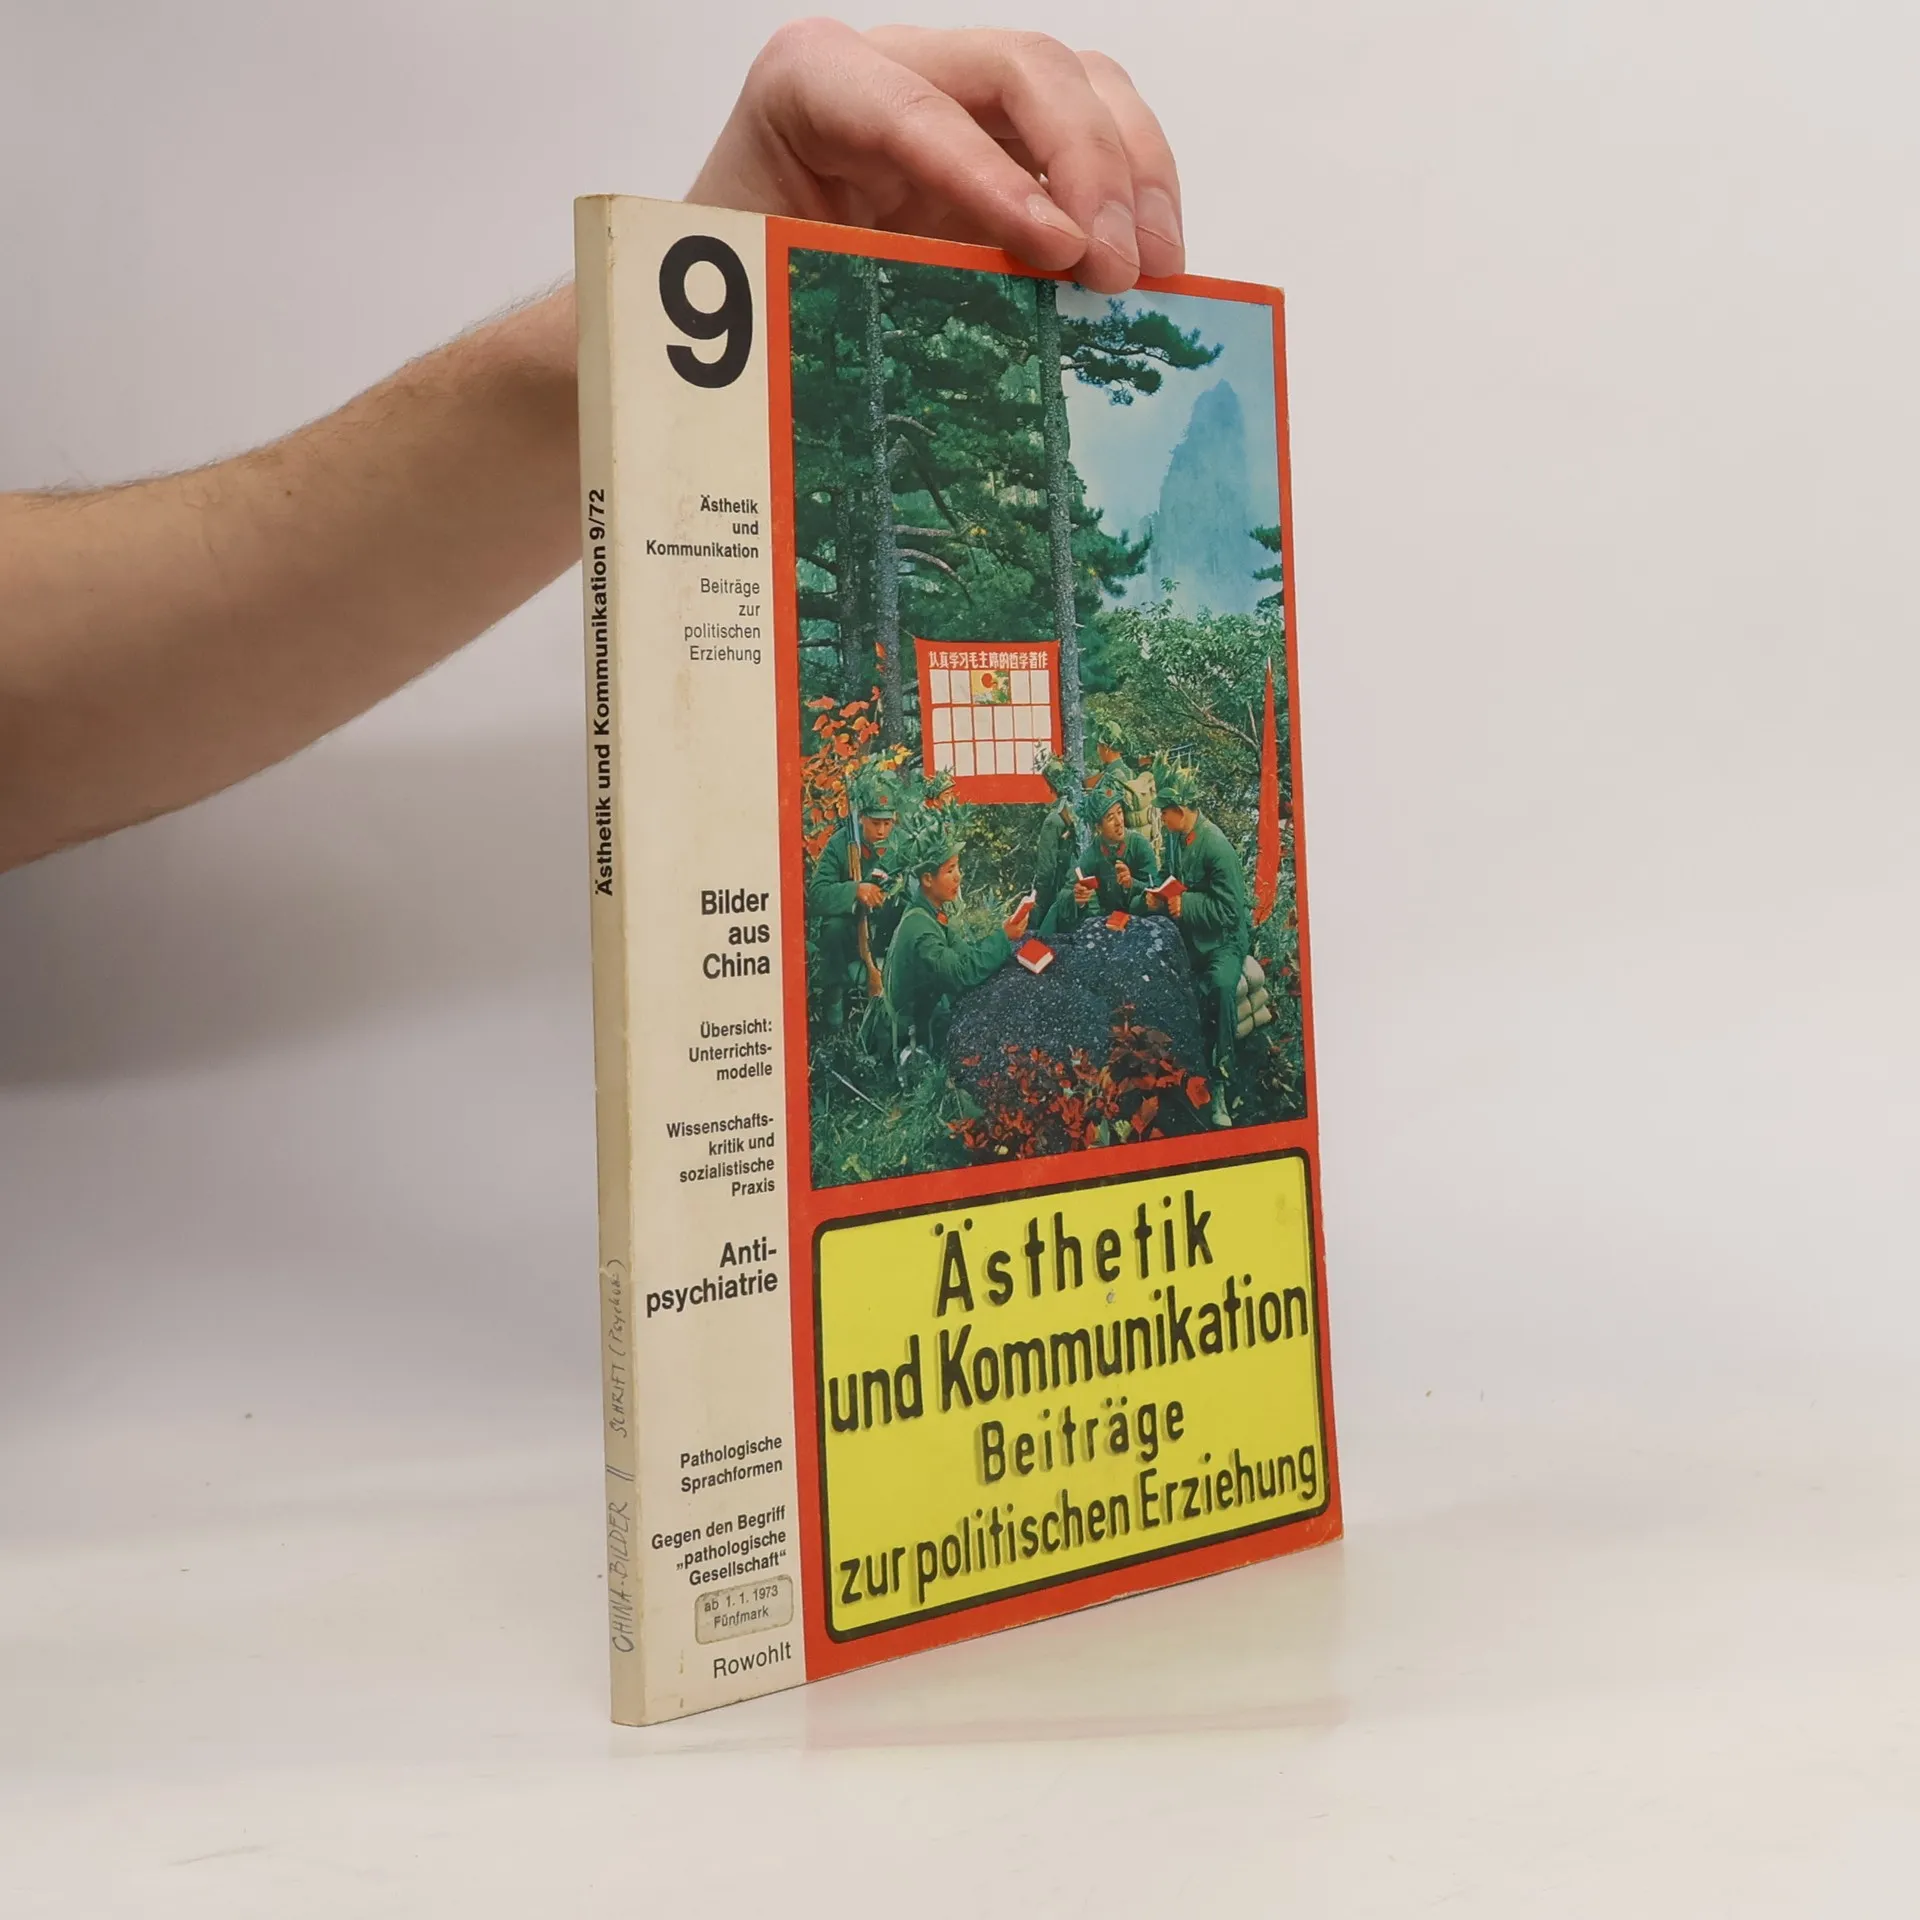 Ästhetik und Kommunikation 9/72
CHINA-BILDER || SCHRIFT
9
Ästhetik
und
Kommunikation
Beiträge
zur
politischen
Erziehung
Bilder
aus
China
Übersicht:
Unterrichts-
modelle
Wissenschafts-
kritik und
sozialistische
Praxis
Anti-
psychiatrie
Pathologische
Sprachformen
Gegen den Begriff
„pathologische
Gesellschaft“
ab 1. 1. 1973
Fünfmark
Rowohlt
认真学习毛主席的哲学著作
Ästhetik
und Kommunikation
Beiträge
zur politischen Erziehung